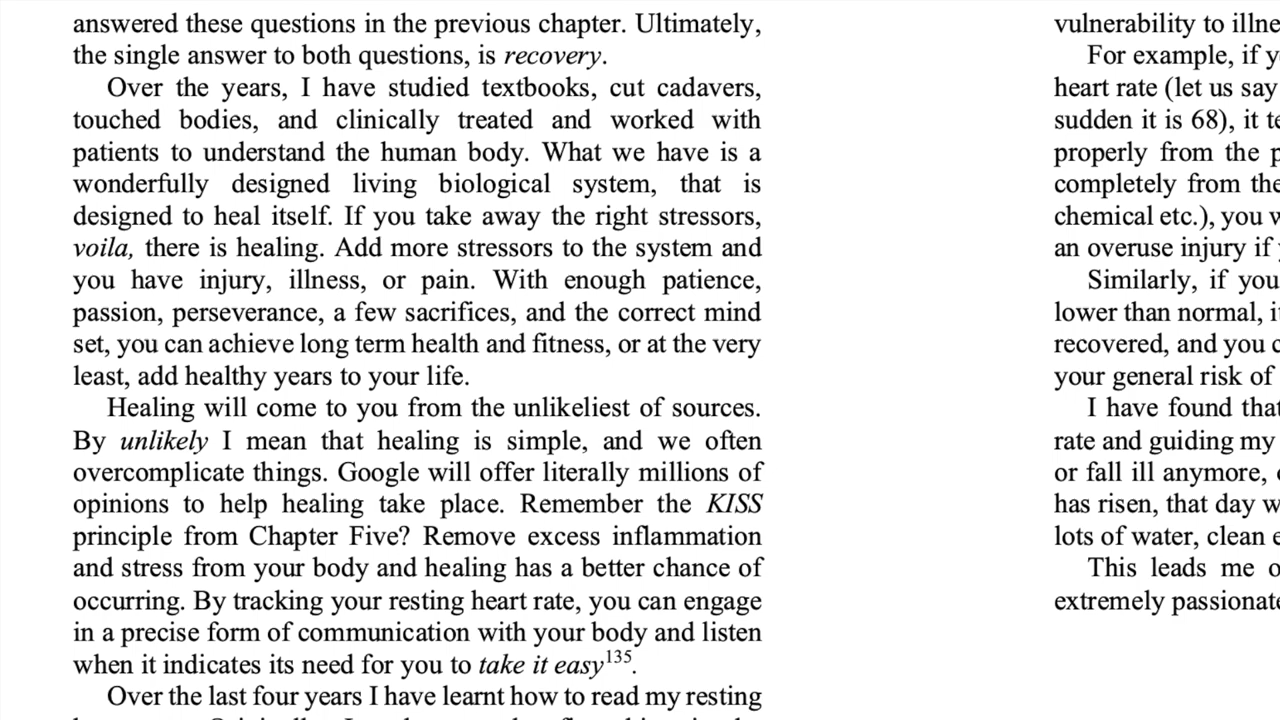 answered these questions in the previous chapter. Ultimately,
the single answer to both questions, is recovery.
Over the years, I have studied textbooks, cut cadavers,
touched bodies, and clinically treated and worked with
patients to understand the human body. What we have is a
wonderfully designed living biological system, that is
designed to heal itself. If you take away the right stressors,
voila, there is healing. Add more stressors to the system and
you have injury, illness, or pain. With enough patience,
passion, perseverance, a few sacrifices, and the correct mind
set, you can achieve long term health and fitness, or at the very
least, add healthy years to your life.
Healing will come to you from the unlikeliest of sources.
By unlikely I mean that healing is simple, and we often
overcomplicate things. Google will offer literally millions of
opinions to help healing take place. Remember the KISS
principle from Chapter Five? Remove excess inflammation
and stress from your body and healing has a better chance of
occurring. By tracking your resting heart rate, you can engage
in a precise form of communication with your body and listen
when it indicates its need for you to take it easy135.
Over the last four years I have learnt how to read my resting
vulnerability to
For example, if
heart rate (let us say
sudden it is 68), it
properly from the
completely from the
chemical etc.), you
an overuse injury if
Similarly, if you
lower than normal,
recovered, and you
your general risk of
I have found that
rate and guiding my
or fall ill anymore,
has risen, that day
lots of water, clean
This leads me
extremely